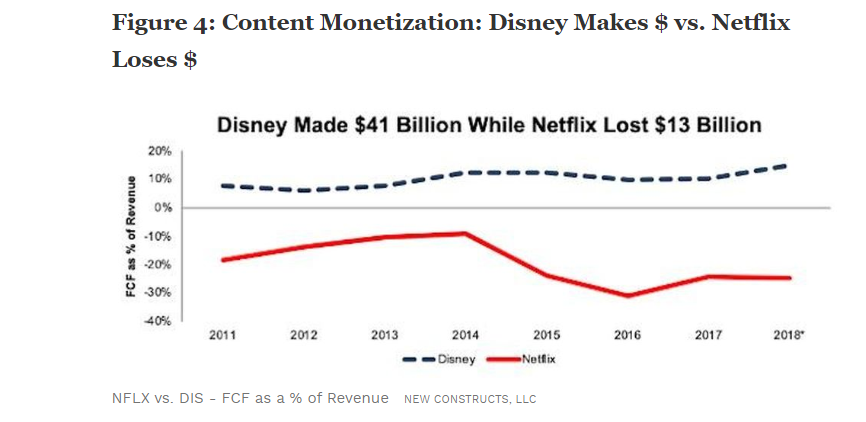 Figure 4: Content Monetization: Disney Makes $ vs. Netflix
Loses $
Disney Made $41 Billion While Netflix Lost $13 Billion
FCF as % of Revenue
20%
10%
0%
-10%
-20%
-30%
-40%
2011 2012 2013 2014 2015 2016 2017 2018*
Disney Netflix
NFLX vs. DIS - FCF as a % of Revenue NEW CONSTRUCTS, LLC